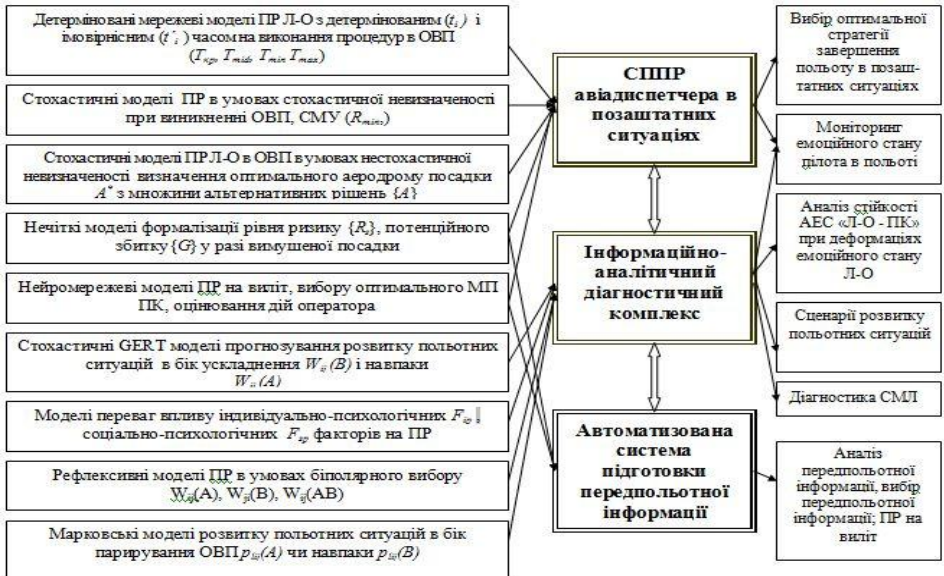 Детерміновані мережеві моделі ПР Л-О з детермінованим (tᵢ) і
імовірнісним (t´ᵢ) часом на виконання процедур в ОВП
(Tкр, Tmid, Tmin Tmax)
Стохастичні моделі ПР в умовах стохастичної невизначеності
при виникненні ОВП, СМУ (Rmin)
Стохастичні моделі ПР Л-О в ОВП в умовах нестохастичної
невизначеності визначення оптимального аеродрому посадки
A* з множини альтернативних рішень {A}
Нечіткі моделі формалізації рівня ризику {Rs}, потенційного
збитку {G} у разі вимушеної посадки
Нейромережеві моделі ПР на виліт, вибору оптимального МП
ПК, оцінювання дій оператора
Стохастичні GERT моделі прогнозування розвитку польотних
ситуацій в бік ускладнення Wij (B) і навпаки
Wij (A)
Моделі переваг впливу індивідуально-психологічних Fip і
соціально-психологічних Fsp факторів на ПР
Рефлексивні моделі ПР в умовах біполярного вибору
Wij(A), Wji(B), Wij(AB)
Марковські моделі розвитку польотних ситуацій в бік
парирування ОВП pij(A) чи навпаки pij(B)
СППР
авіадиспетчера в
позаштатних
ситуаціях
Інформаційно-
аналітичний
діагностичний
комплекс
Автоматизована
система
підготовки
передпольотної
інформації
Вибір оптимальної
стратегії
завершення
польоту в позаш-
татних ситуаціях
Моніторинг
емоційного стану
пілота в польоті
Аналіз стійкості
АЕС «Л-О - ПК»
при деформаціях
емоційного стану
Л-О
Сценарії розвитку
польотних ситуацій
Діагностика СМЛ
Аналіз
передпольотної
інформації, вибір
передпольотної
інформації; ПР на
виліт